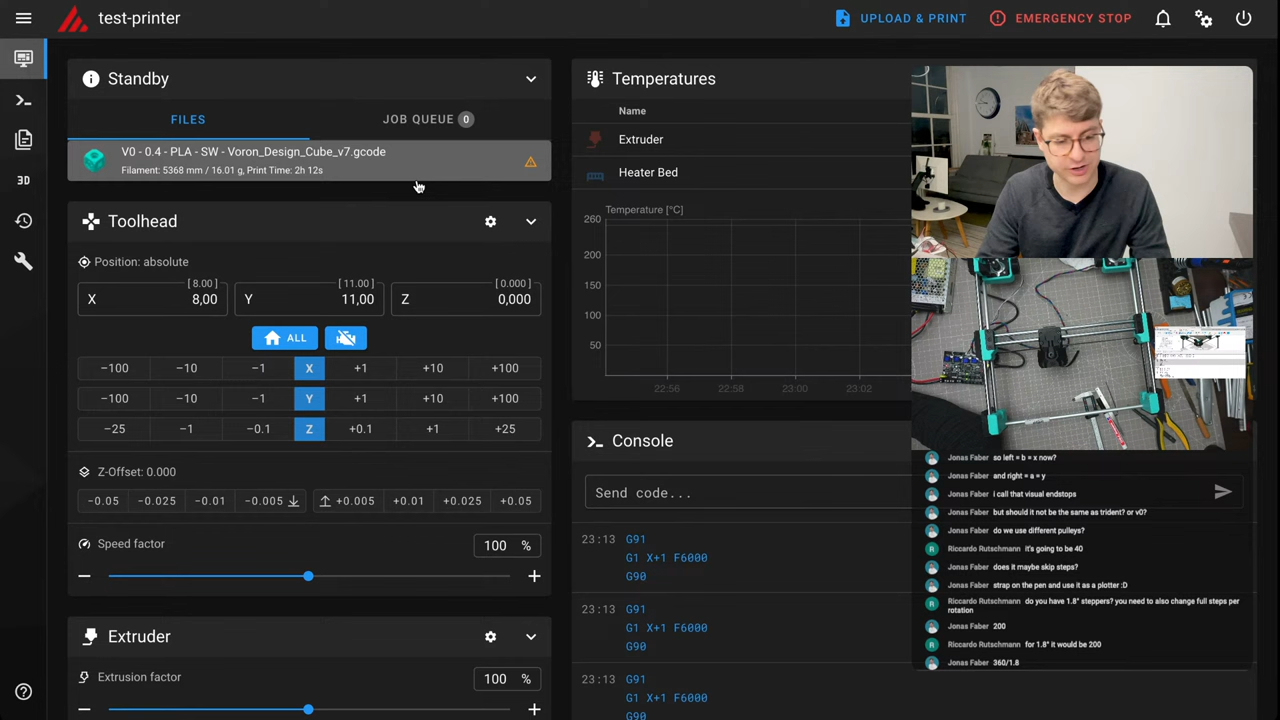 test-printer
UPLOAD & PRINT
EMERGENCY STOP
Standby
FILES
JOB QUEUE 0
V0 - 0.4 - PLA - SW - Voron_Design_Cube_v7.gcode
Filament: 5368 mm / 16.01 g, Print Time: 2h 12s
3D
Toolhead
Position: absolute
[ 8.00 ] [ 11.00 ] [ 0.000 ]
X 8,00 Y 11,00 Z 0,000
ALL
−100 −10 −1 X +1 +10 +100
−100 −10 −1 Y +1 +10 +100
−25 −1 −0.1 Z +0.1 +1 +25
Z-Offset: 0.000
−0.05 −0.025 −0.01 −0.005 +0.005 +0.01 +0.025 +0.05
Speed factor 100 %
Extruder
Extrusion factor 100 %
Temperatures
Name
Extruder
Heater Bed
Temperature [°C]
260
200
150
100
50
22:56 22:58 23:00 23:02
Console
Send code...
23:13 G91
G1 X+1 F6000
G90
23:13 G91
G1 X+1 F6000
G90
23:13 G91
G1 X+1 F6000
G90
Jonas Faber so left = b = x now?
Jonas Faber and right = a = y
Jonas Faber i call that visual endstops
Jonas Faber but should it not be the same as trident? or v0?
Jonas Faber do we use different pulleys?
R Riccardo Rutschmann it's going to be 40
Jonas Faber does it maybe skip steps?
Jonas Faber strap on the pen and use it as a plotter :D
R Riccardo Rutschmann do you have 1.8° steppers? you need to also change full steps per
rotation
Jonas Faber 200
R Riccardo Rutschmann for 1.8° it would be 200
Jonas Faber 360/1.8